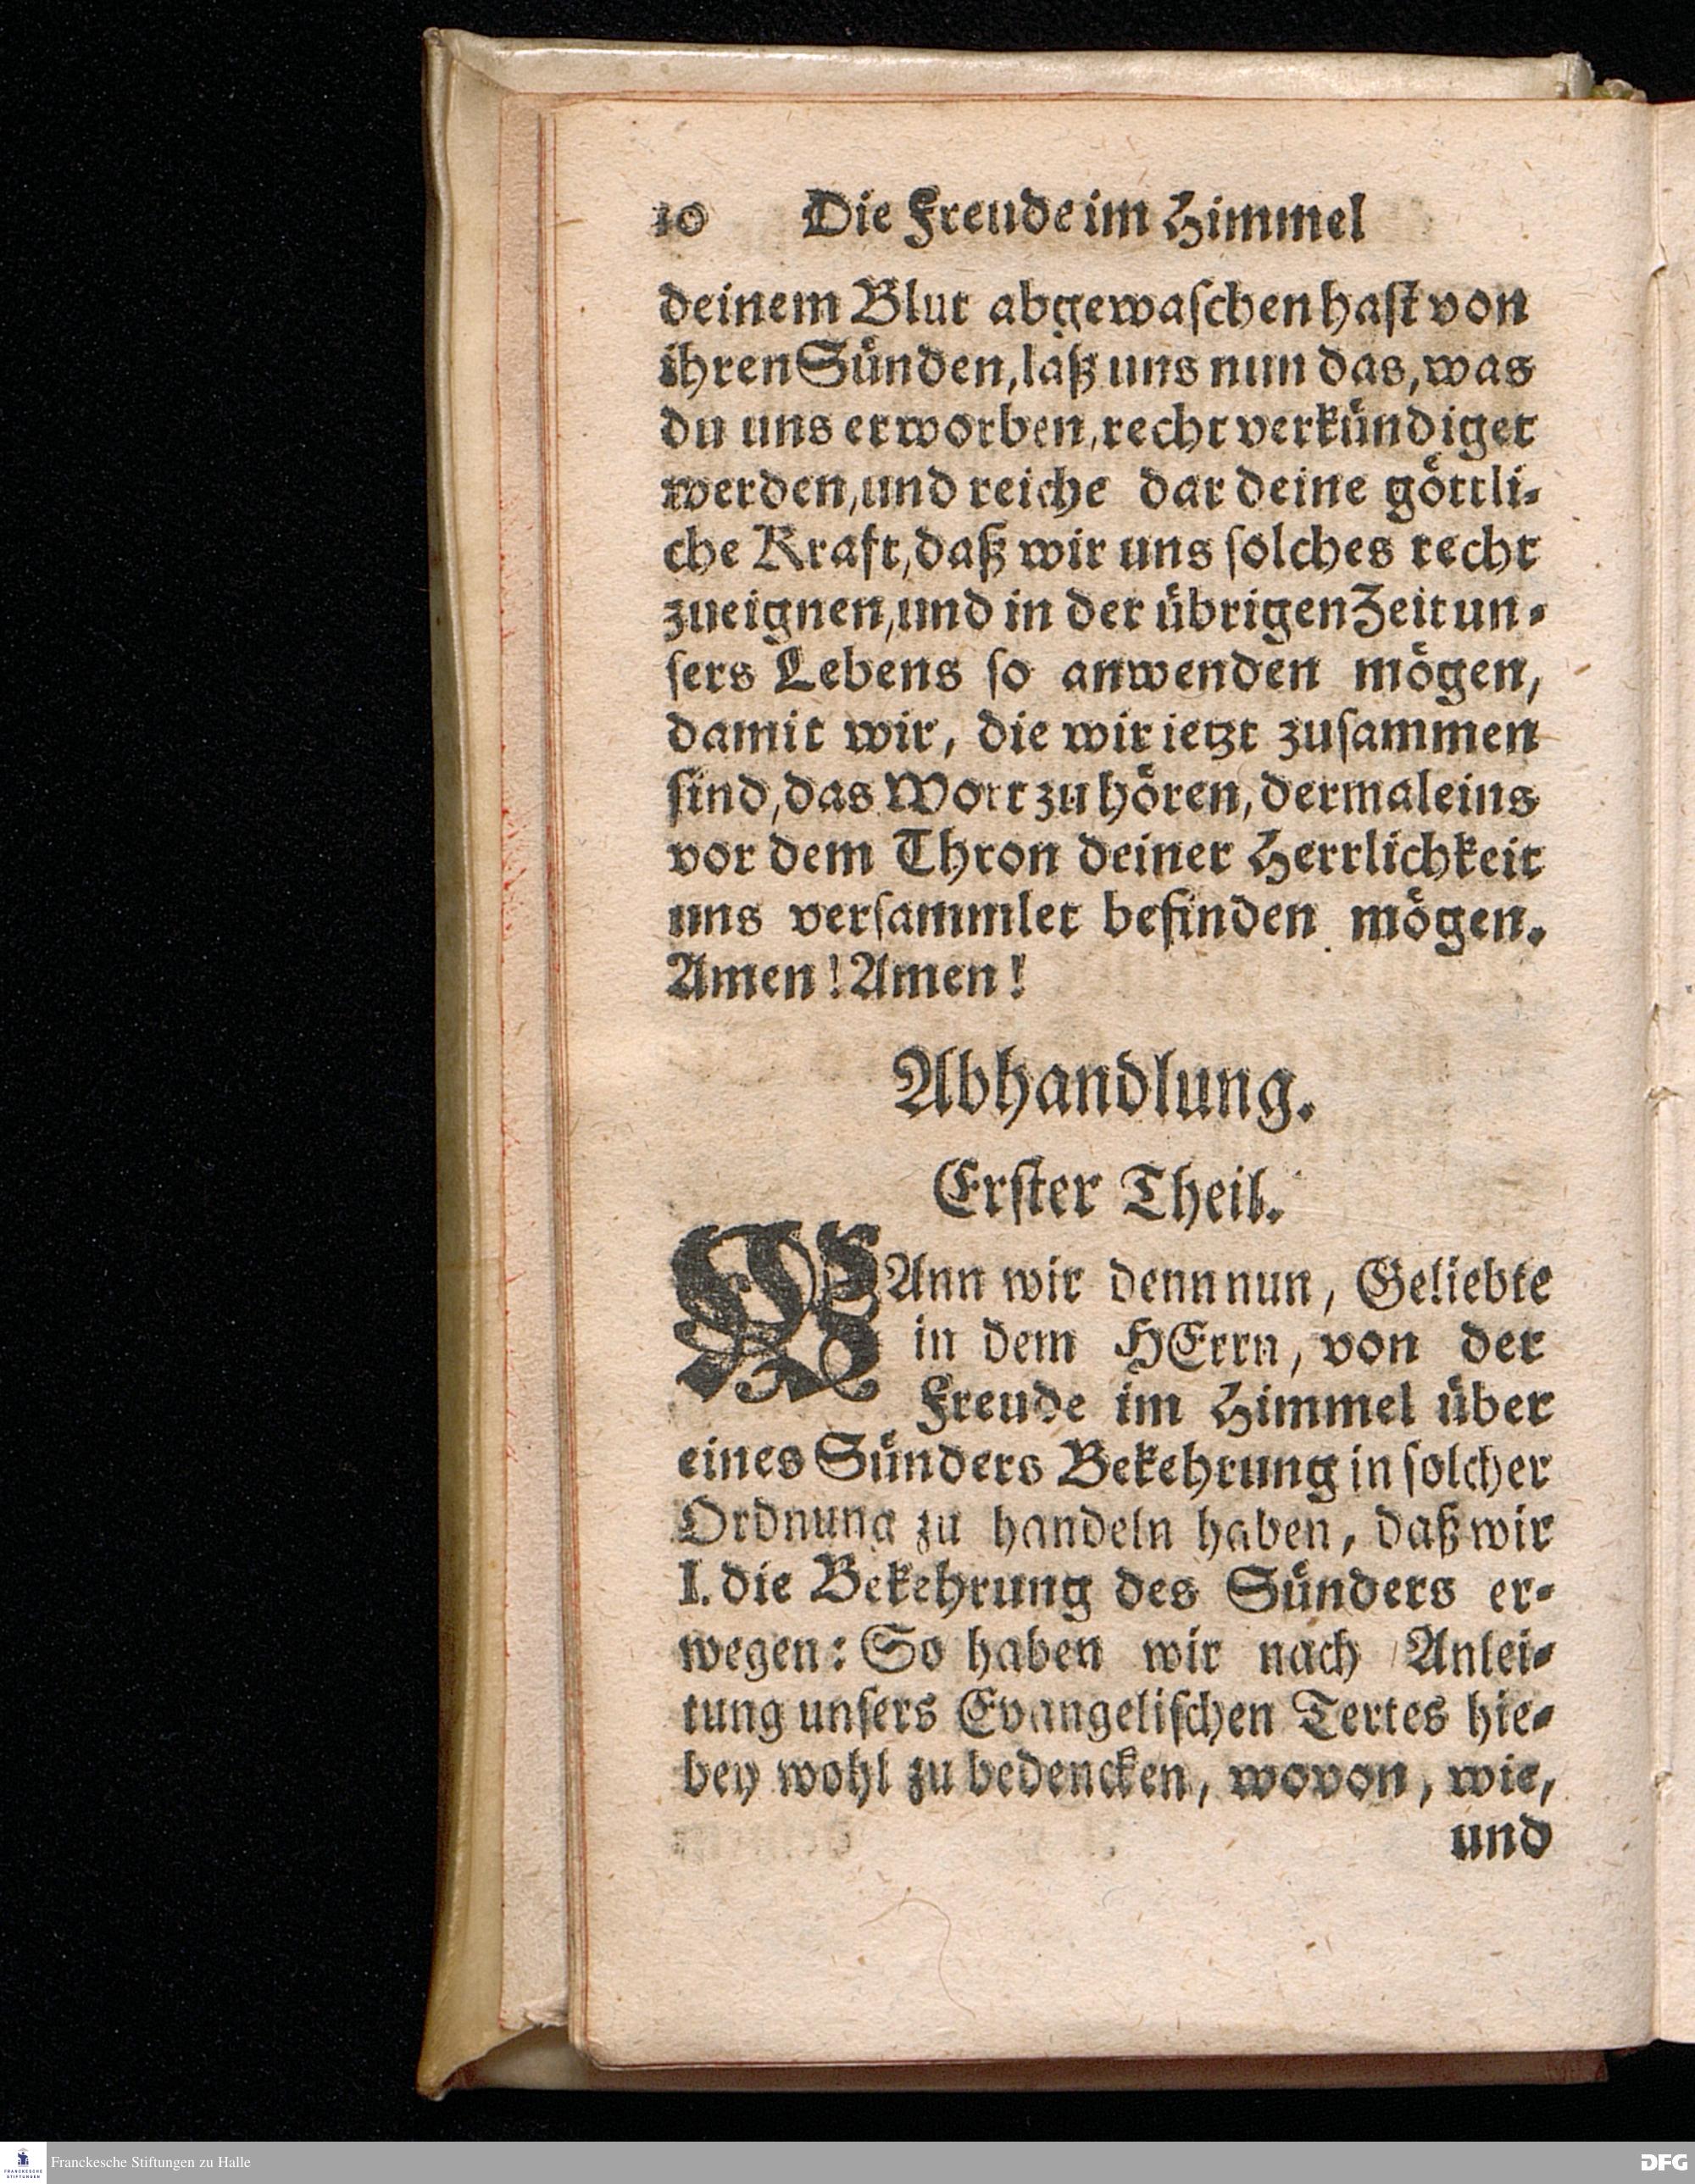 10 Die Freude im Himmel
deinem Blut abgewaſchen haſt von
ihren Sünden, laß uns nun das, was
du uns erworben, recht verkündiget
werden, und reiche dar deine göttli-
che Kraft, daß wir uns ſolches recht
zueignen, und in der übrigen Zeit un-
ſers Lebens ſo anwenden mögen,
damit wir, die wir ietzt zuſammen
ſind, das Wort zu hören, dermaleins
vor dem Thron deiner Herrlichkeit
uns verſammlet befinden mögen.
Amen! Amen!
Abhandlung.
Erſter Theil.
WAnn wir denn nun, Geliebte
in dem HErrn, von der
Freude im Himmel über
eines Sünders Bekehrung in ſolcher
Ordnung zu handeln haben, daß wir
I. die Bekehrung des Sünders er-
wegen: So haben wir nach Anlei-
tung unſers Evangeliſchen Textes hie-
bey wohl zu bedencken, wovon, wie,
und
FRANCKESCHE
STIFTUNGEN
Franckesche Stiftungen zu Halle
DFG